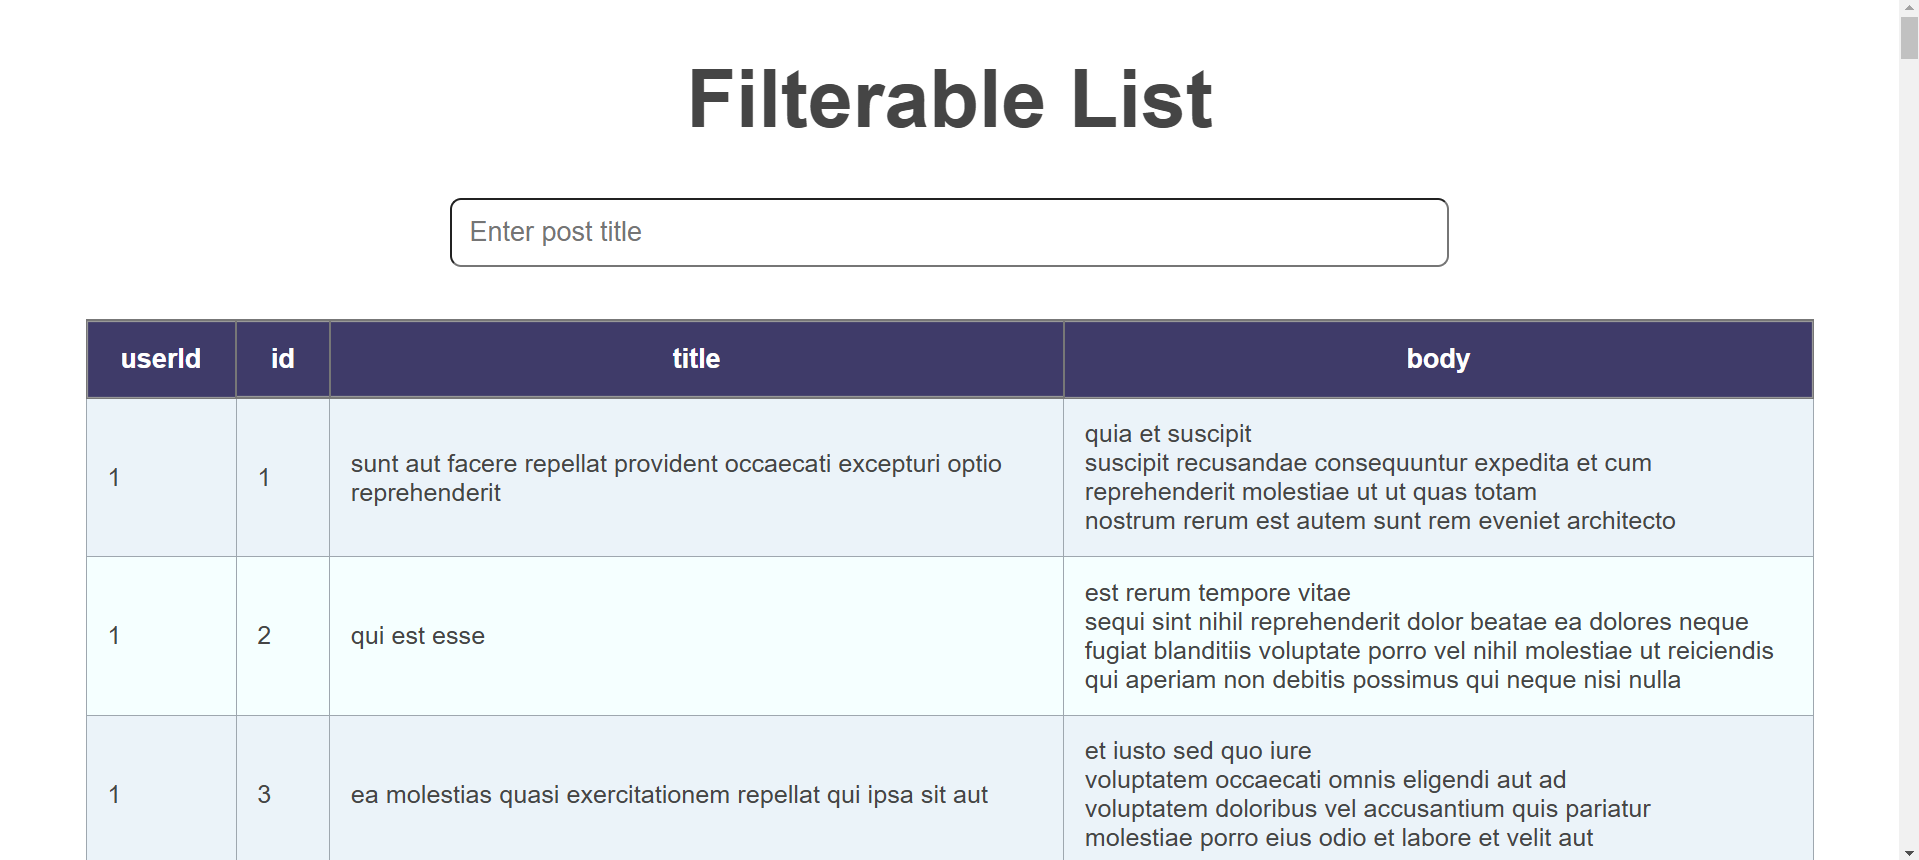 Filterable List
Enter post title
userId id title body
1 1 sunt aut facere repellat provident occaecati excepturi optio
reprehenderit
quia et suscipit
suscipit recusandae consequuntur expedita et cum
reprehenderit molestiae ut ut quas totam
nostrum rerum est autem sunt rem eveniet architecto
1 2 qui est esse
est rerum tempore vitae
sequi sint nihil reprehenderit dolor beatae ea dolores neque
fugiat blanditiis voluptate porro vel nihil molestiae ut reiciendis
qui aperiam non debitis possimus qui neque nisi nulla
1 3 ea molestias quasi exercitationem repellat qui ipsa sit aut
et iusto sed quo iure
voluptatem occaecati omnis eligendi aut ad
voluptatem doloribus vel accusantium quis pariatur
molestiae porro eius odio et labore et velit aut